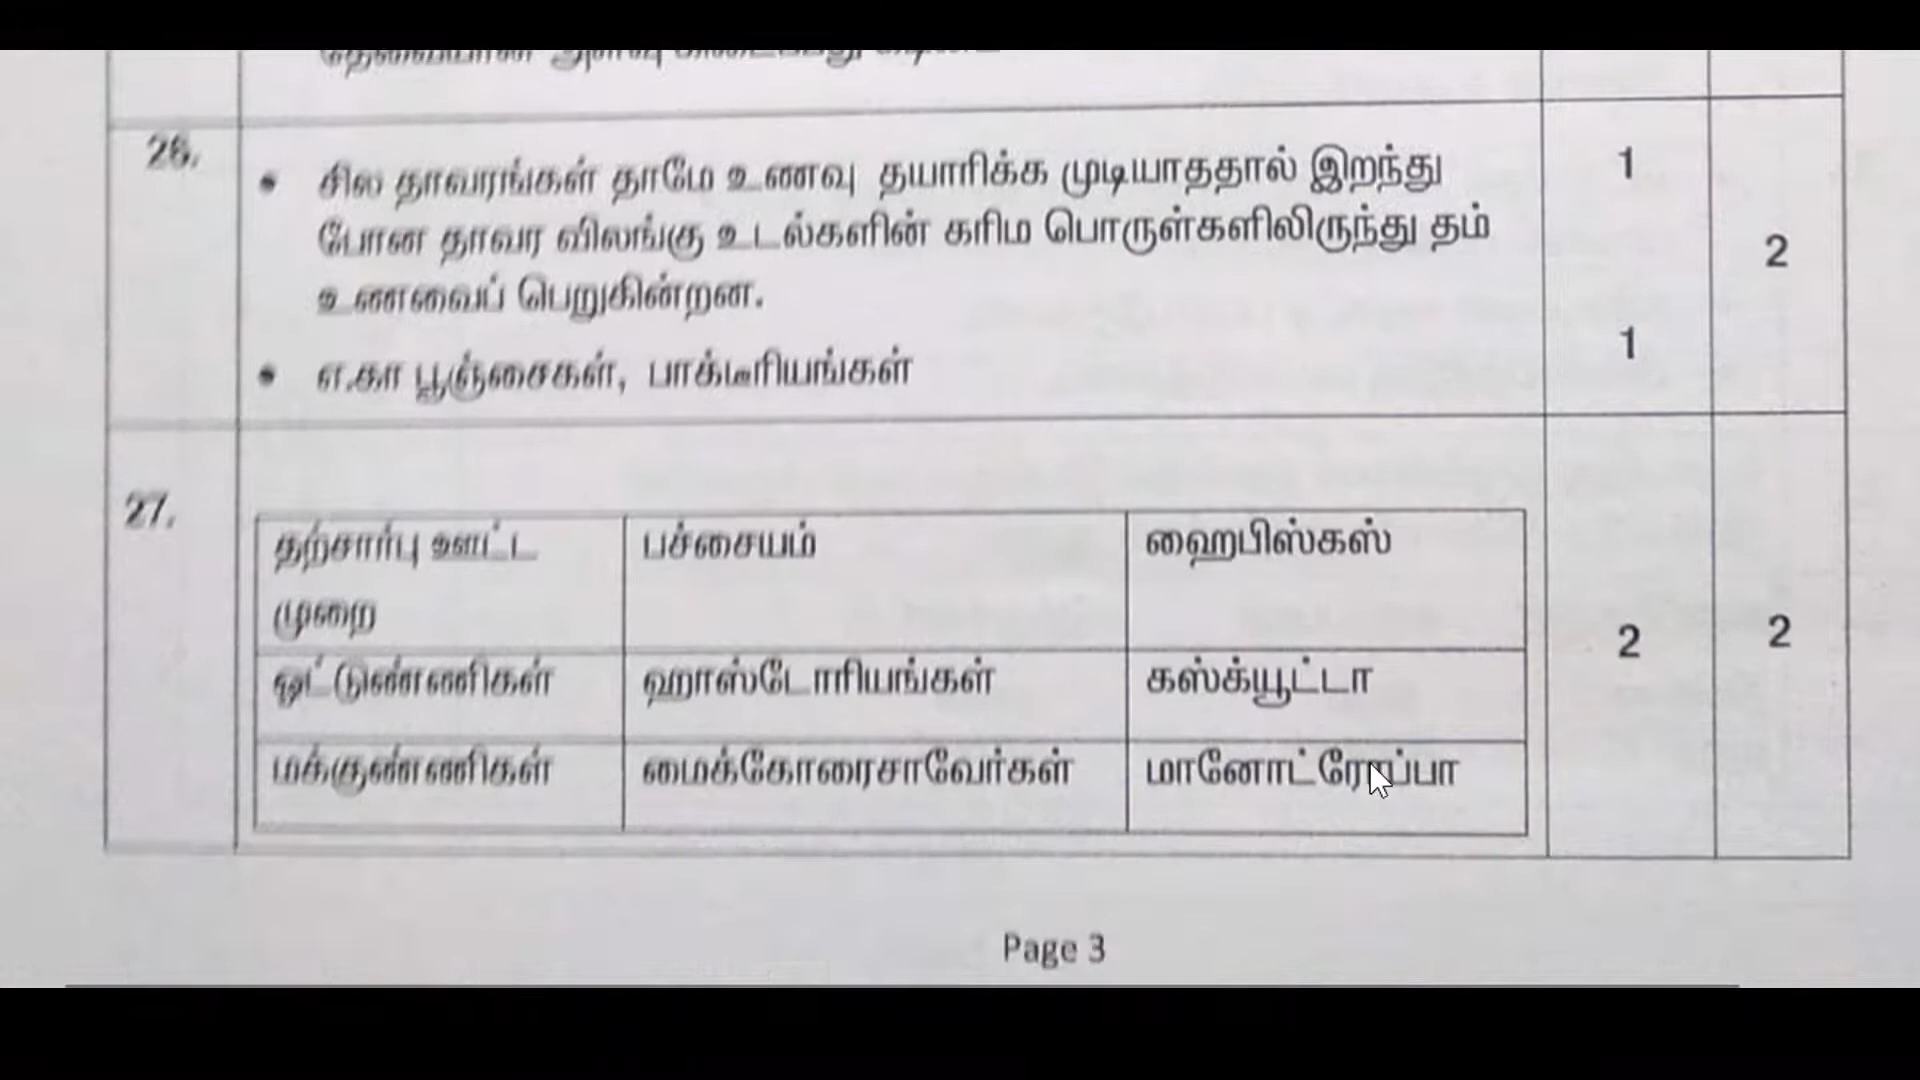 26.
• சில தாவரங்கள் தாமே உணவு தயாரிக்க முடியாததால் இறந்து 1
போன தாவர விலங்கு உடல்களின் கரிம பொருள்களிலிருந்து தம் 2
உணவைப் பெறுகின்றன.
• எ.கா பூஞ்சைகள், பாக்டீரியங்கள் 1
27.
தற்சார்பு ஊட்ட பச்சையம் ஹைபிஸ்கஸ்
முறை 2 2
ஒட்டுண்ணிகள் ஹாஸ்டோரியங்கள் கஸ்க்யூட்டா
மக்குண்ணிகள் மைக்கோரைசாவேர்கள் மானோட்ரோப்பா
Page 3